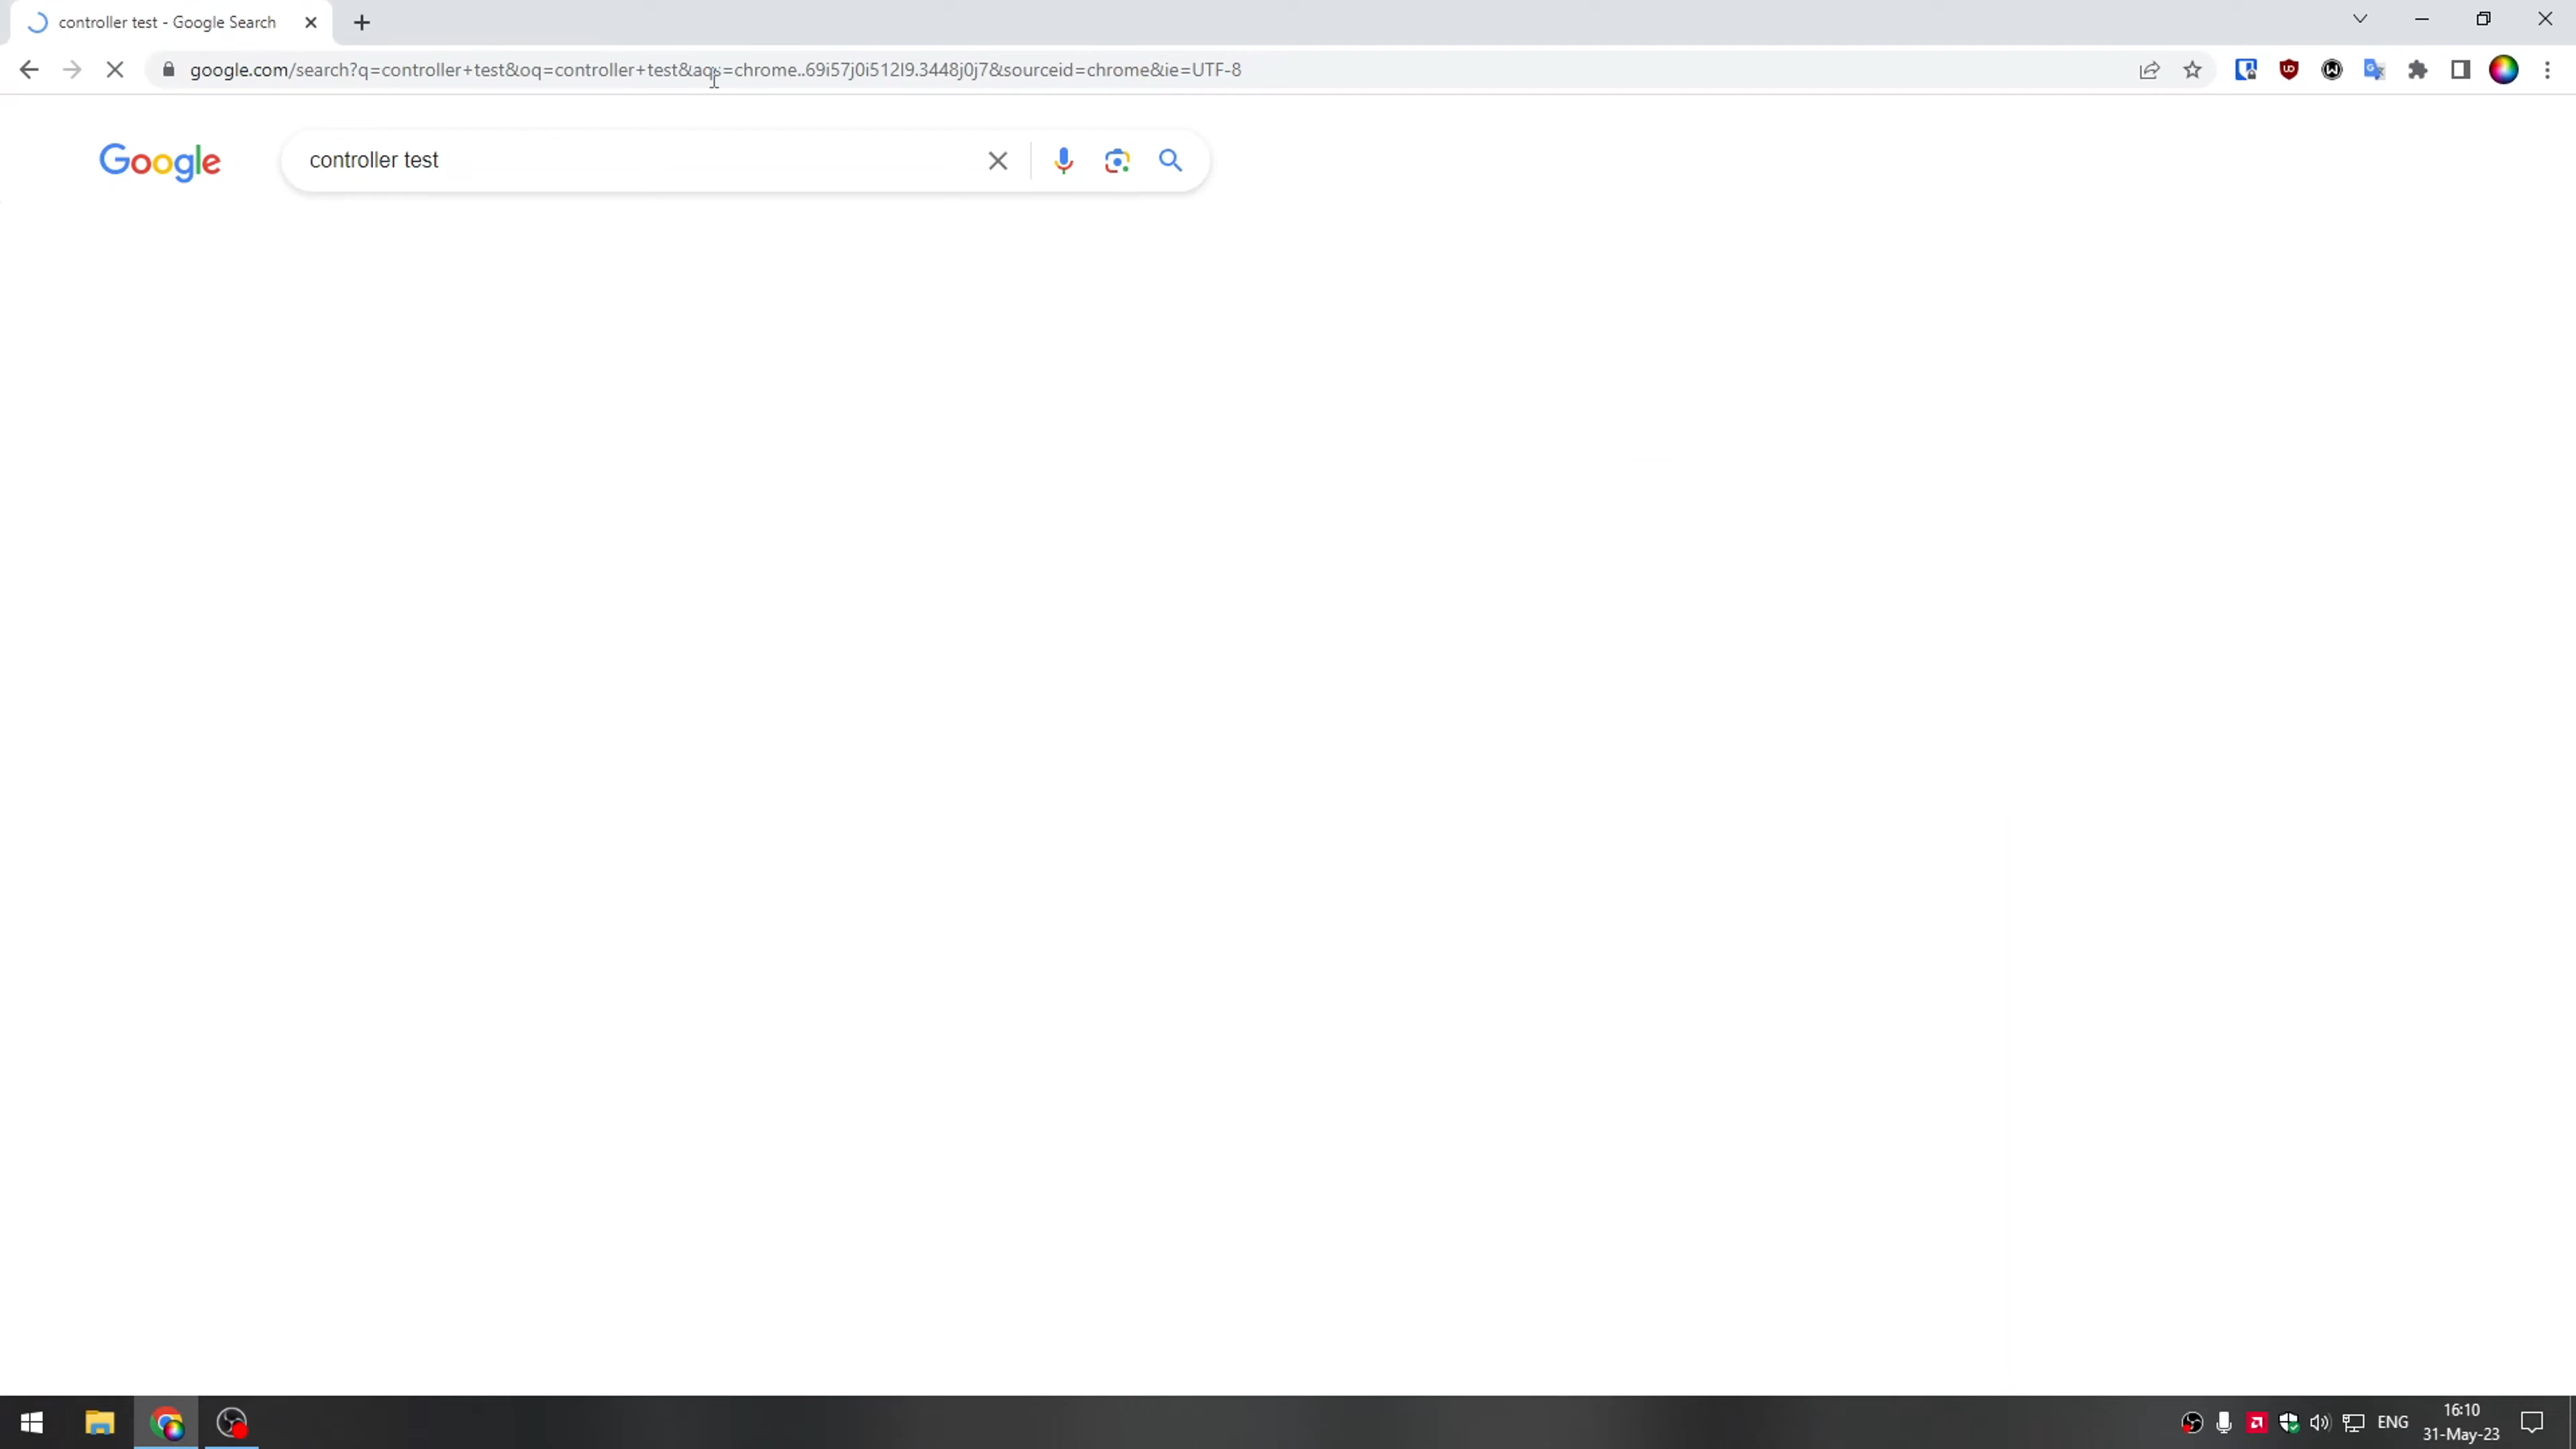 controller test - Google Search
google.com/search?q=controller+test&oq=controller+test&aqs=chrome..69i57j0i512l9.3448j0j7&sourceid=chrome&ie=UTF-8
Google
controller test
ENG
16:10
31-May-23